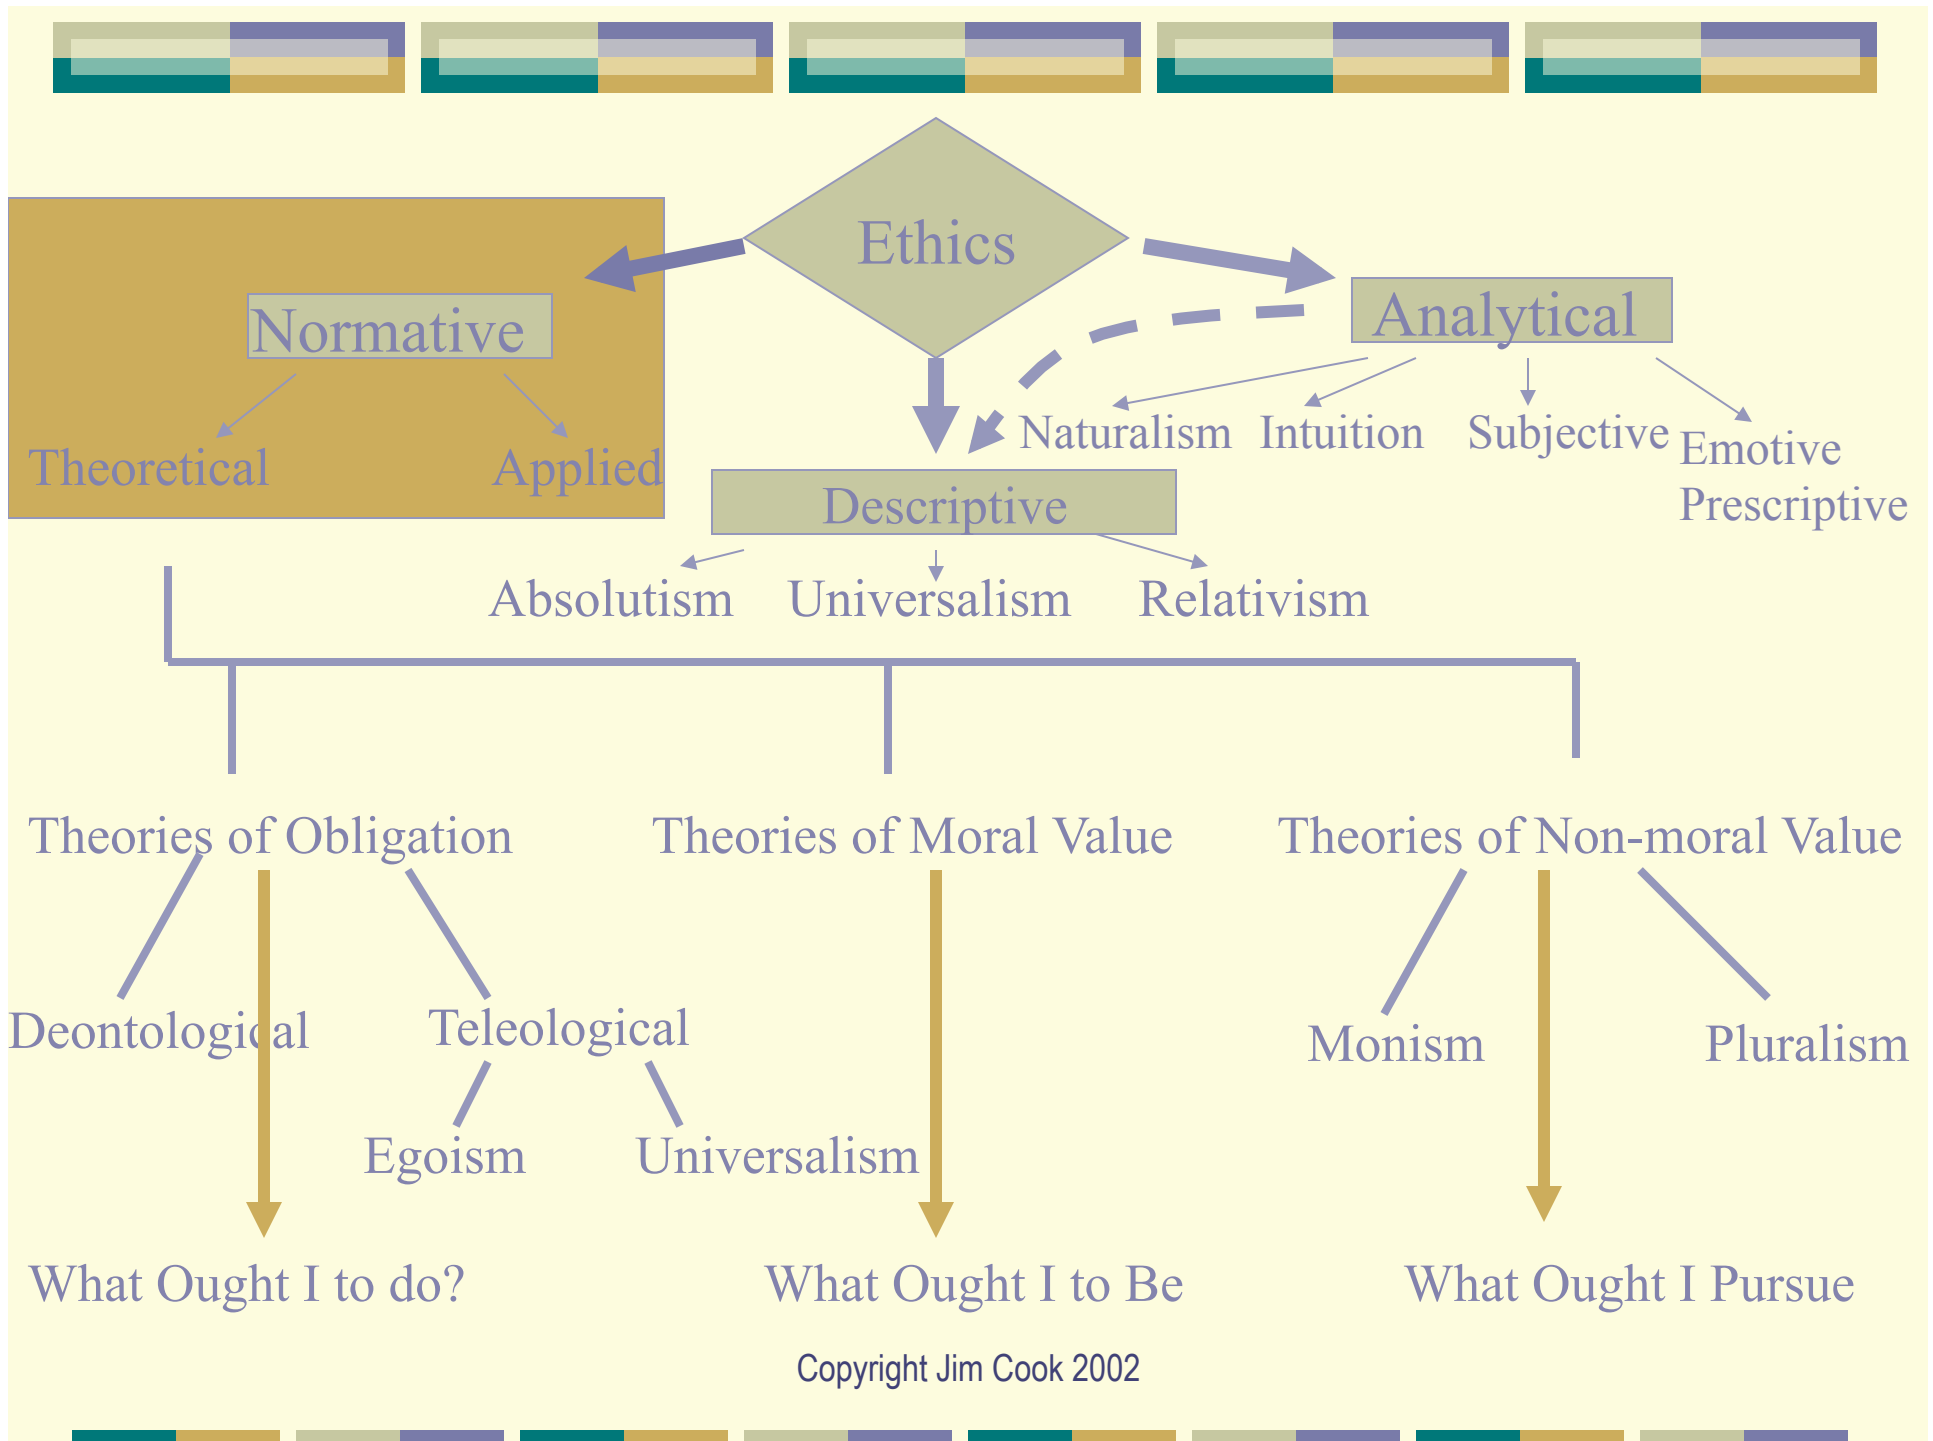 Ethics
Normative
Analytical
Theoretical
Applied
Naturalism
Intuition
Subjective
Emotive
Prescriptive
Descriptive
Absolutism
Universalism
Relativism
Theories of Obligation
Theories of Moral Value
Theories of Non-moral Value
Deontological
Teleological
Monism
Pluralism
Egoism
Universalism
What Ought I to do?
What Ought I to Be
What Ought I Pursue
Copyright Jim Cook 2002